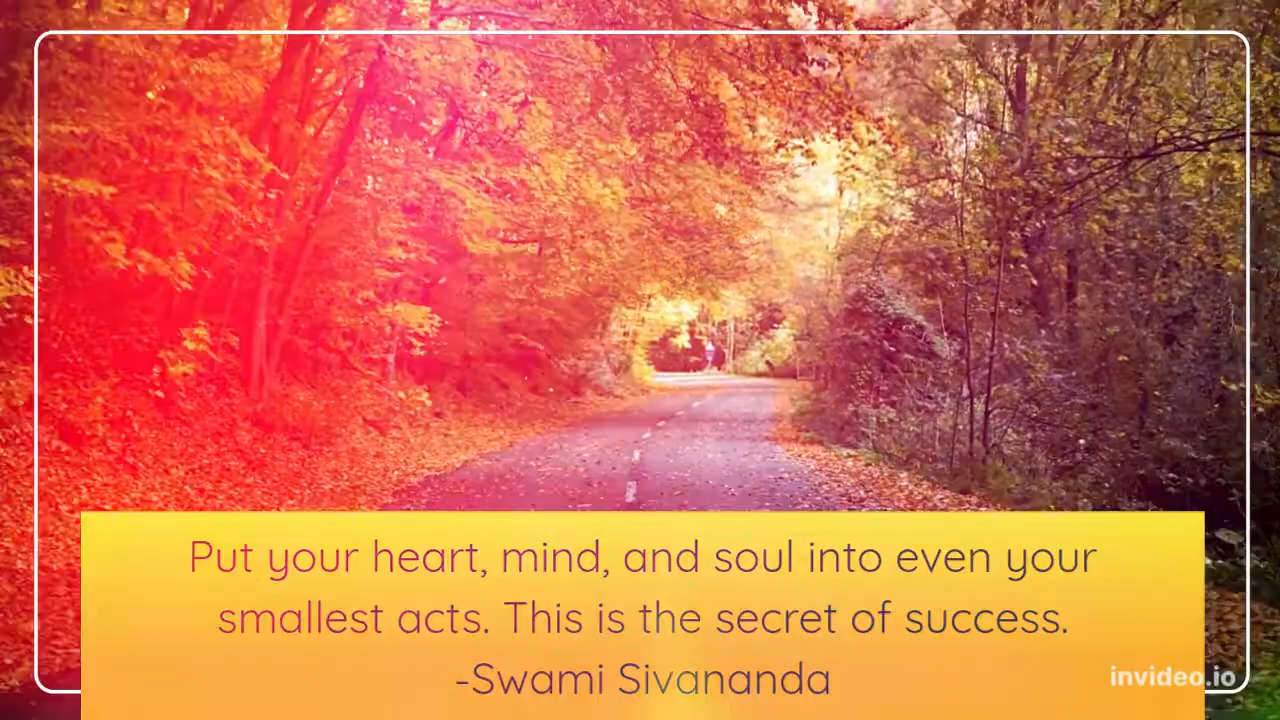 Put your heart, mind, and soul into even your
smallest acts. This is the secret of success.
-Swami Sivananda
invideo.io